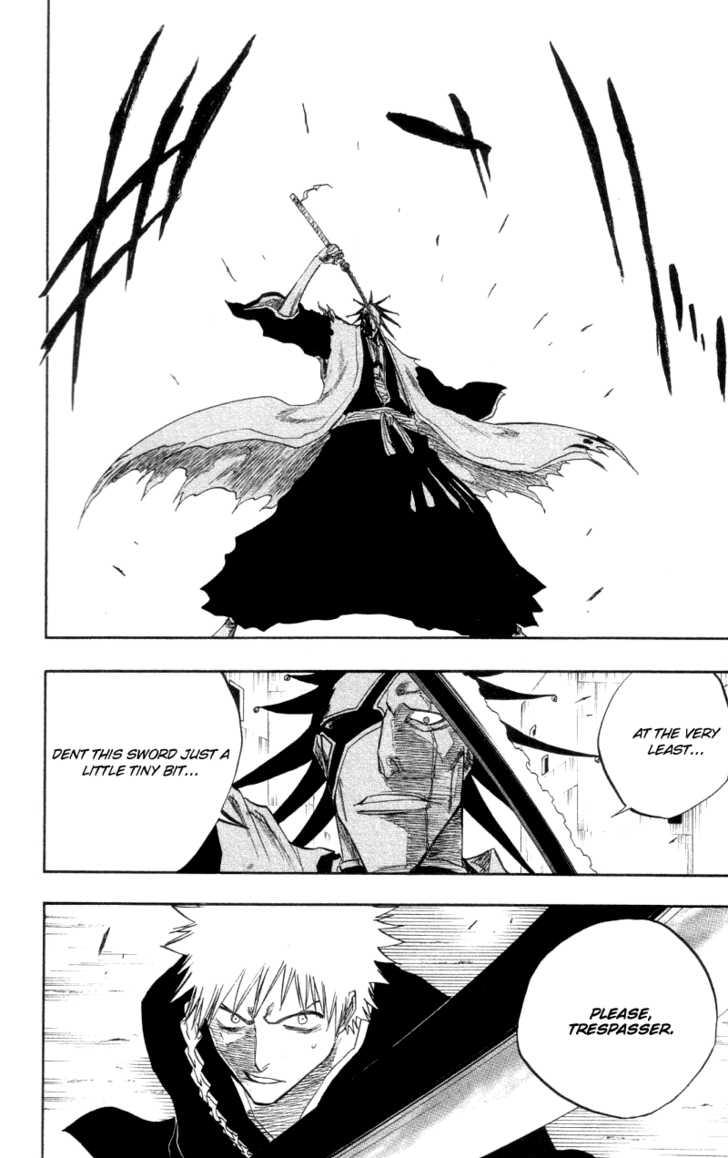 AT THE VERY
LEAST...
DENT THIS SWORD JUST A
LITTLE TINY BIT...
PLEASE,
TRESPASSER.